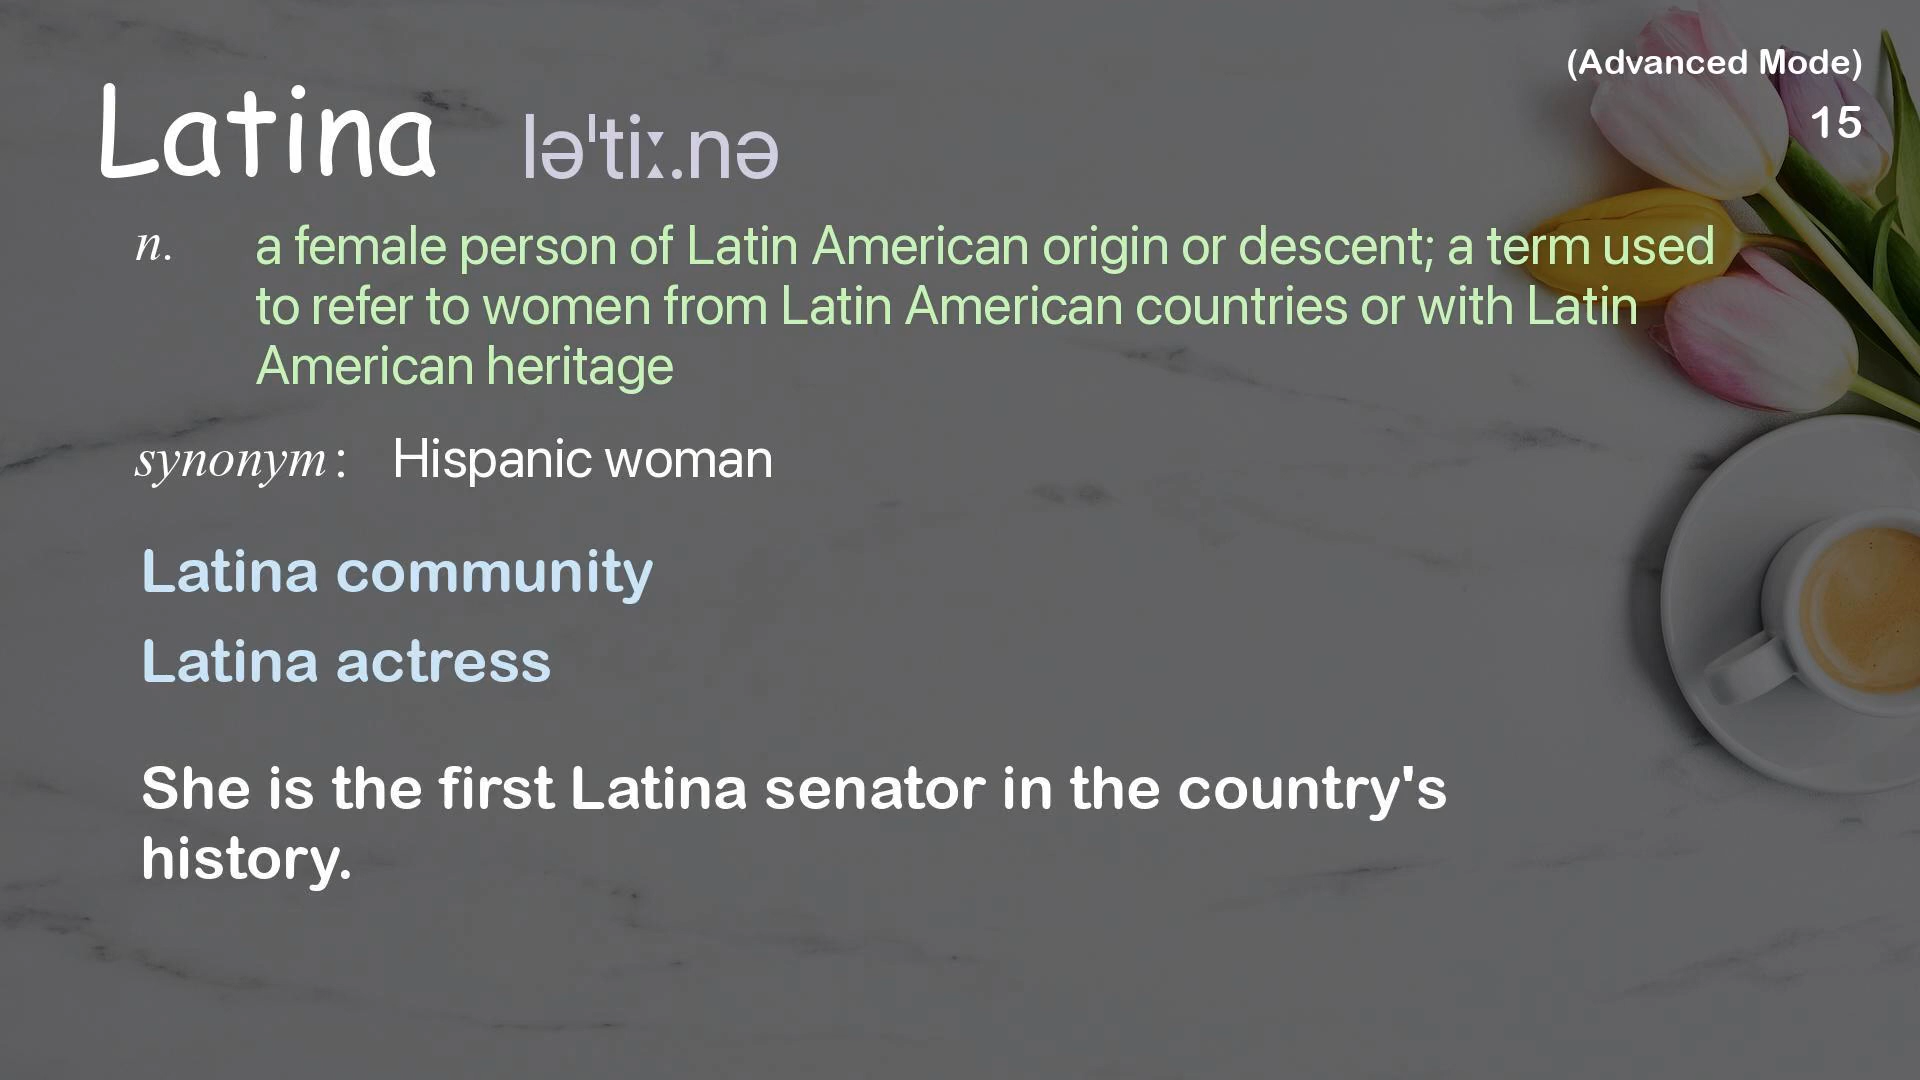 (Advanced Mode)
15
Latina ləˈtiː.nə
n. a female person of Latin American origin or descent; a term used
to refer to women from Latin American countries or with Latin
American heritage
synonym: Hispanic woman
Latina community
Latina actress
She is the first Latina senator in the country's
history.